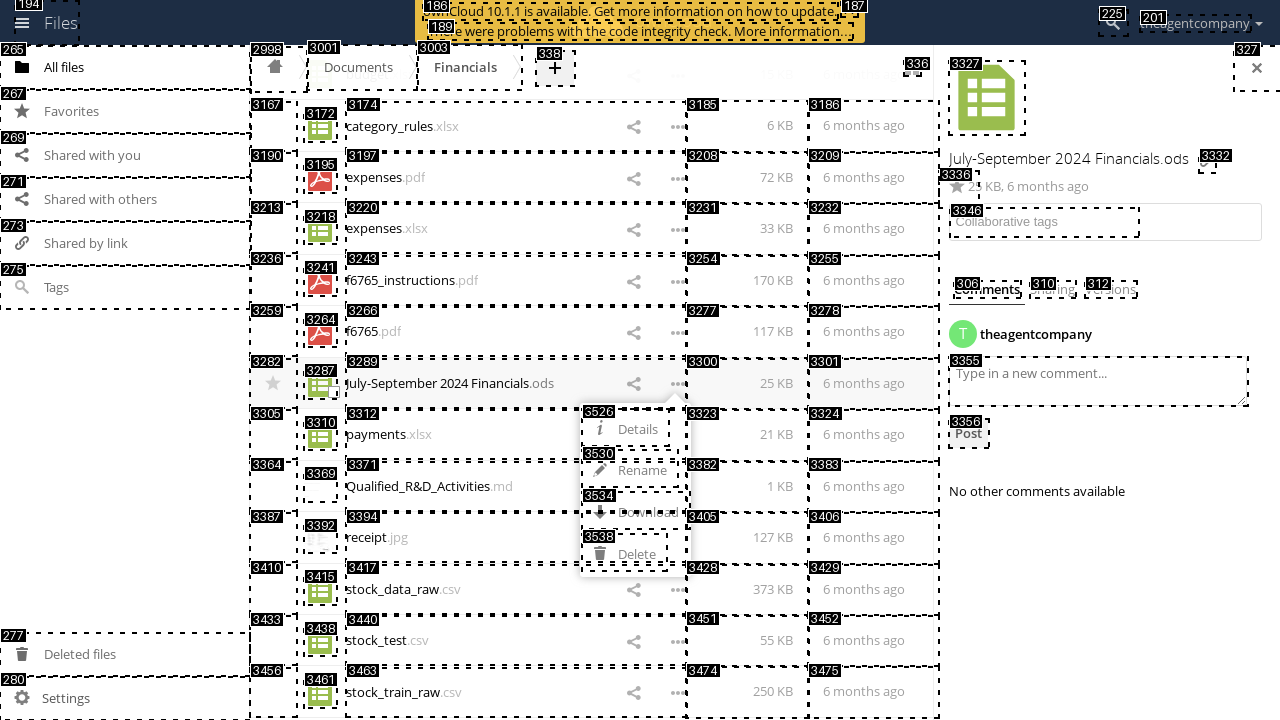 194
Files
186
ownCloud 10.1.1 is available. Get more information on how to update.
187
189
There were problems with the code integrity check. More information…
225
201
theagentcompany
265
All files
267
Favorites
269
Shared with you
271
Shared with others
273
Shared by link
275
Tags
277
Deleted files
280
Settings
2998
3001
Documents
3003
Financials
338
+
336
327
3167
3172
3174
category_rules.xlsx
3185
6 KB
3186
6 months ago
3190
3195
3197
expenses.pdf
3208
72 KB
3209
6 months ago
3213
3218
3220
expenses.xlsx
3231
33 KB
3232
6 months ago
3236
3241
3243
f6765_instructions.pdf
3254
170 KB
3255
6 months ago
3259
3264
3266
f6765.pdf
3277
117 KB
3278
6 months ago
3282
3287
3289
July-September 2024 Financials.ods
3300
25 KB
3301
6 months ago
3305
3310
3312
payments.xlsx
3323
21 KB
3324
6 months ago
3364
3369
3371
Qualified_R&D_Activities.md
3382
1 KB
3383
6 months ago
3387
3392
3394
receipt.jpg
3405
127 KB
3406
6 months ago
3410
3415
3417
stock_data_raw.csv
3428
373 KB
3429
6 months ago
3433
3438
3440
stock_test.csv
3451
55 KB
3452
6 months ago
3456
3461
3463
stock_train_raw.csv
3474
250 KB
3475
6 months ago
3526
Details
3530
Rename
3534
Download
3538
Delete
3327
July-September 2024 Financials.ods
3332
3336
25 KB, 6 months ago
3346
Collaborative tags
306
Comments
310
Sharing
312
Versions
T
theagentcompany
3355
Type in a new comment...
3356
Post
No other comments available